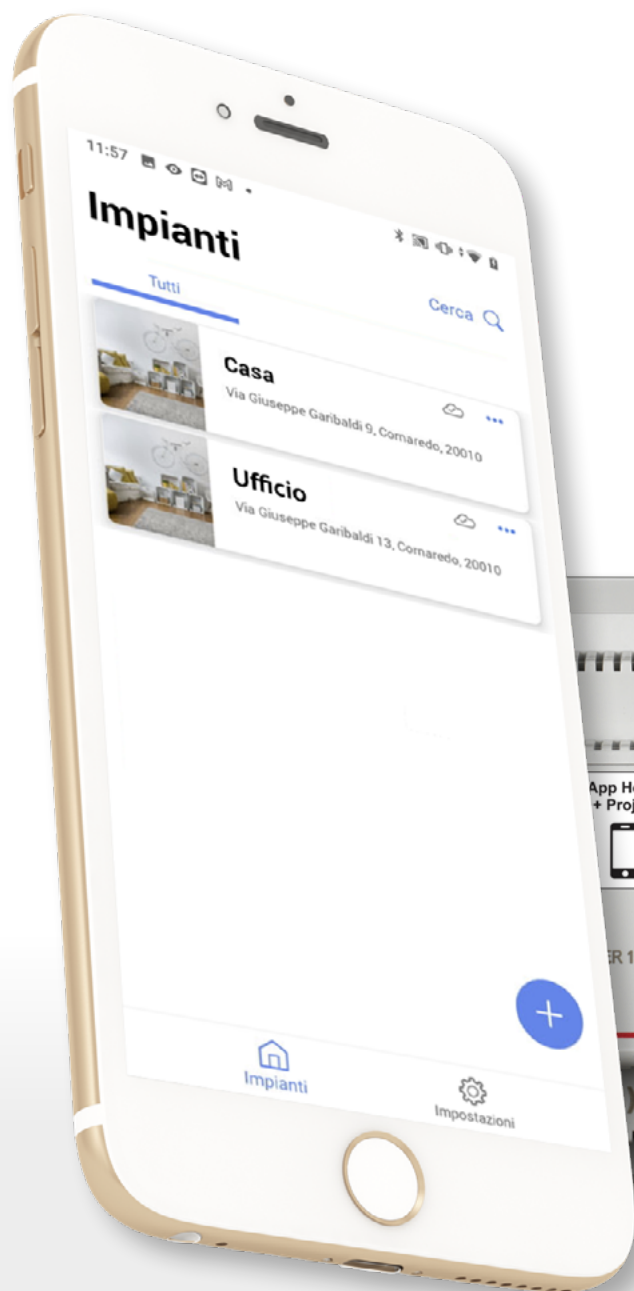 11:57
Impianti
Tutti
Cerca
Casa
Via Giuseppe Garibaldi 9, Cornaredo, 20010
Ufficio
Via Giuseppe Garibaldi 13, Cornaredo, 20010
App
+
Impianti
Impostazioni